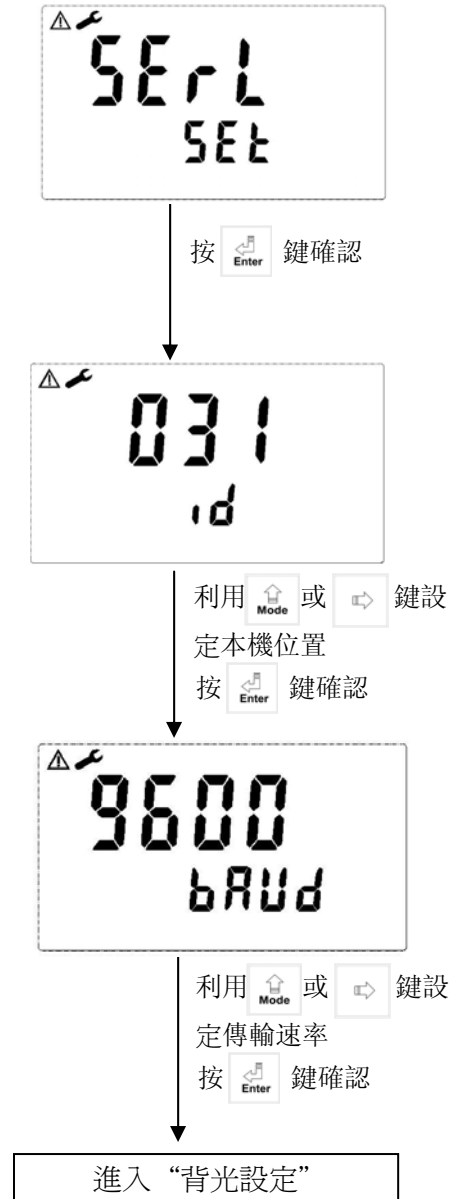 SErL
SEt
按 Enter 鍵確認
031
id
利用 Mode 或 鍵設
定本機位置
按 Enter 鍵確認
9600
bAUd
利用 Mode 或 鍵設
定傳輸速率
按 Enter 鍵確認
進入“背光設定”